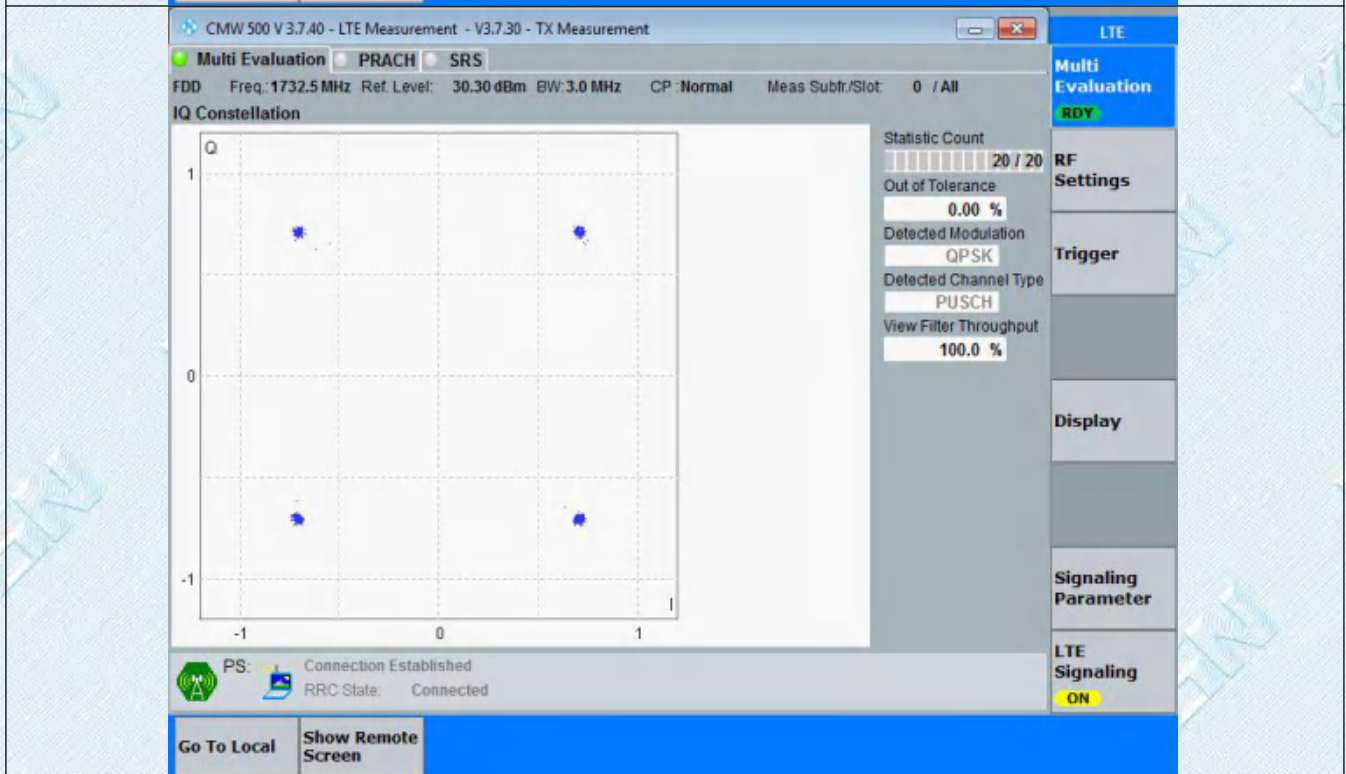 CMW 500 V 3.7.40 - LTE Measurement - V3.7.30 - TX Measurement
LTE
Multi Evaluation PRACH SRS
FDD Freq.: 1732.5 MHz Ref. Level: 30.30 dBm BW: 3.0 MHz CP :Normal Meas Subfr./Slot: 0 / All
IQ Constellation
Q
1
0
-1
-1 0 1
I
Statistic Count
20 / 20
Out of Tolerance
0.00 %
Detected Modulation
QPSK
Detected Channel Type
PUSCH
View Filter Throughput
100.0 %
Multi
Evaluation
RDY
RF
Settings
Trigger
Display
Signaling
Parameter
LTE
Signaling
ON
PS: Connection Established
RRC State: Connected
Go To Local
Show Remote
Screen